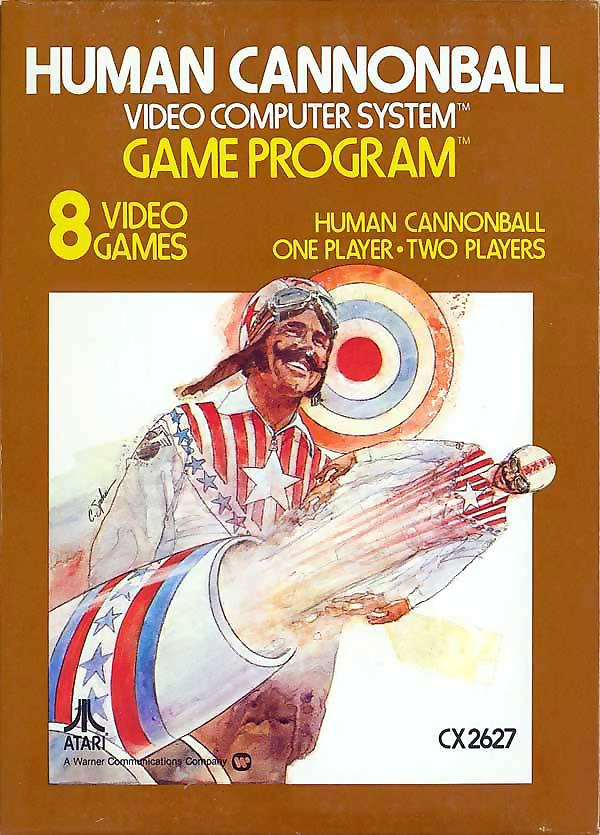 HUMAN CANNONBALL
VIDEO COMPUTER SYSTEM™
GAME PROGRAM™
8 VIDEO GAMES
HUMAN CANNONBALL
ONE PLAYER • TWO PLAYERS
ATARI
A Warner Communications Company
CX2627